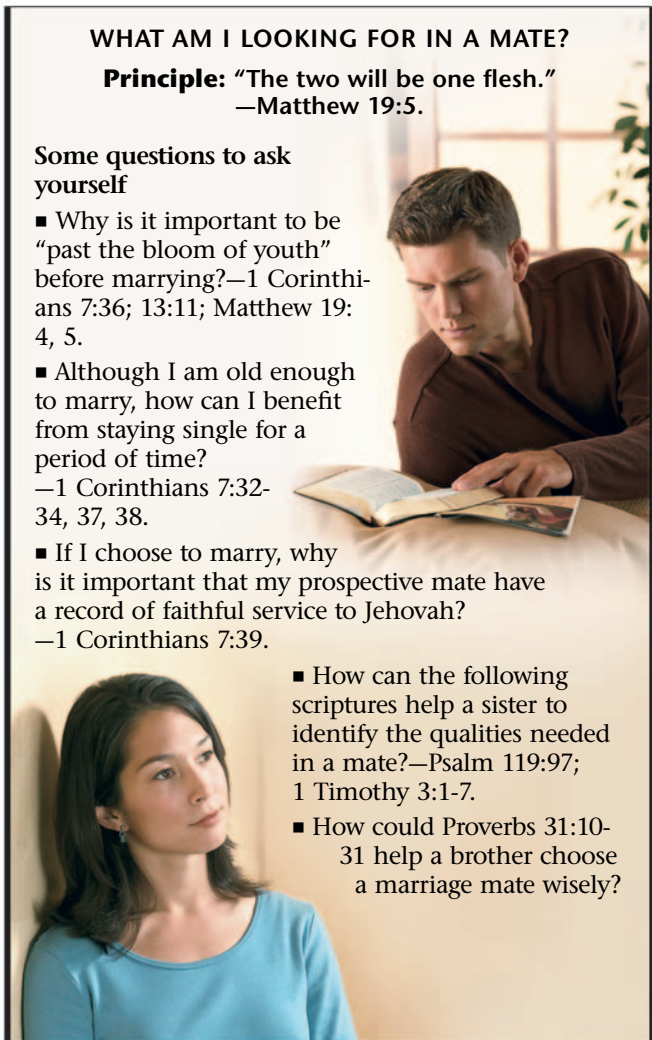 WHAT AM I LOOKING FOR IN A MATE?
Principle: “The two will be one flesh.”
—Matthew 19:5.
Some questions to ask
yourself
■ Why is it important to be
“past the bloom of youth”
before marrying?—1 Corinthi-
ans 7:36; 13:11; Matthew 19:
4, 5.
■ Although I am old enough
to marry, how can I benefit
from staying single for a
period of time?
—1 Corinthians 7:32-
34, 37, 38.
■ If I choose to marry, why
is it important that my prospective mate have
a record of faithful service to Jehovah?
—1 Corinthians 7:39.
■ How can the following
scriptures help a sister to
identify the qualities needed
in a mate?—Psalm 119:97;
1 Timothy 3:1-7.
■ How could Proverbs 31:10-
31 help a brother choose
a marriage mate wisely?